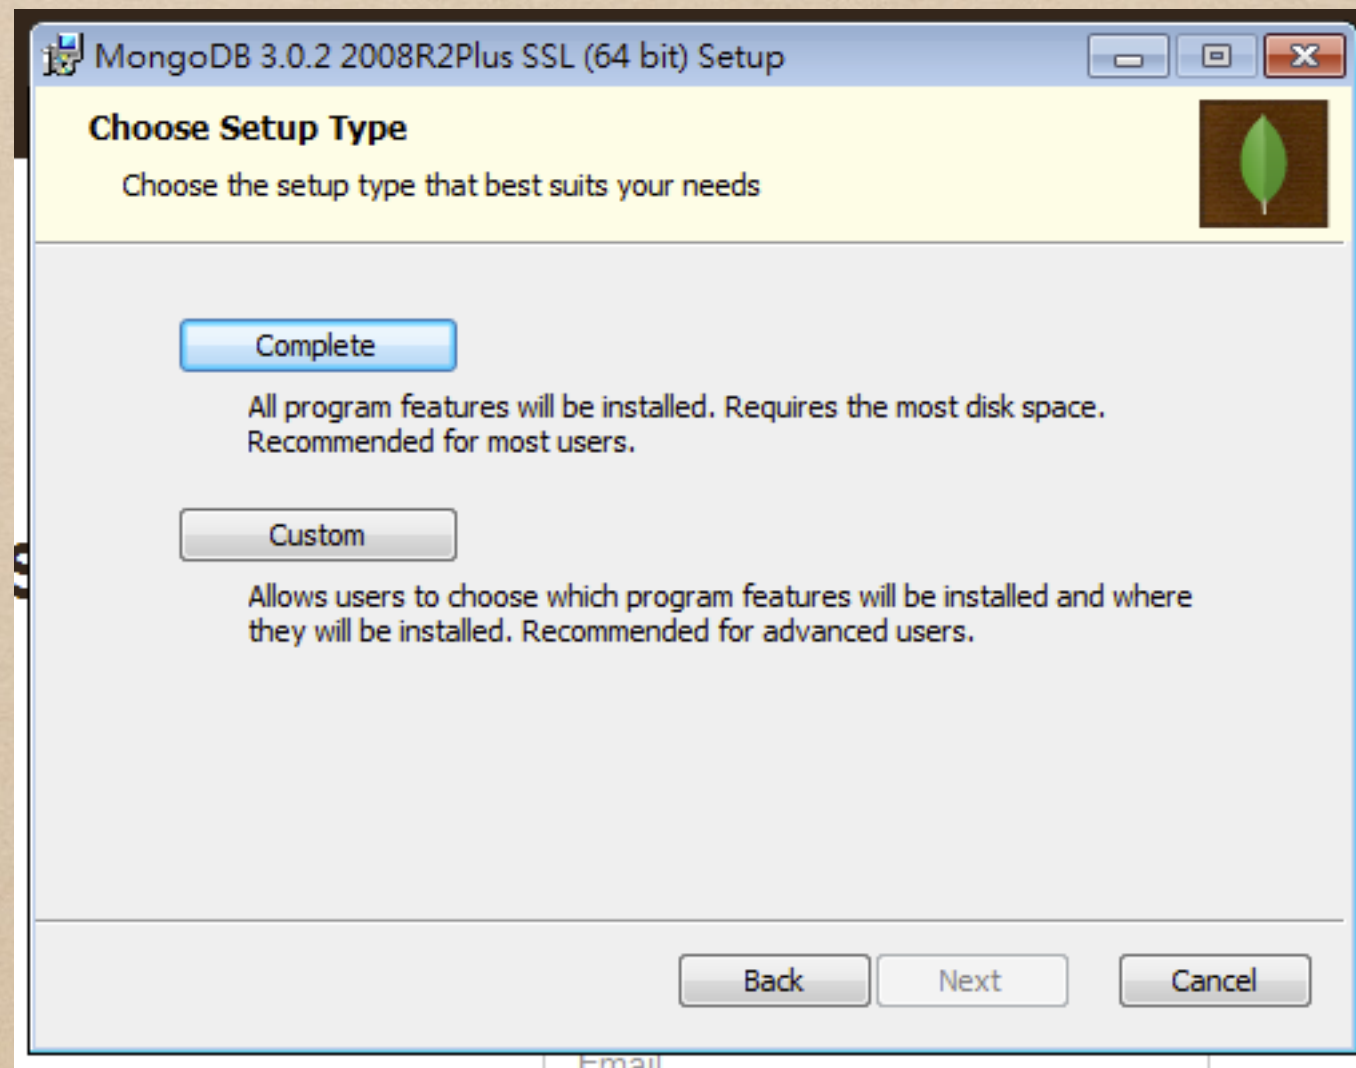 MongoDB 3.0.2 2008R2Plus SSL (64 bit) Setup
Choose Setup Type
Choose the setup type that best suits your needs
Complete
All program features will be installed. Requires the most disk space.
Recommended for most users.
Custom
Allows users to choose which program features will be installed and where
they will be installed. Recommended for advanced users.
Back
Next
Cancel
Email